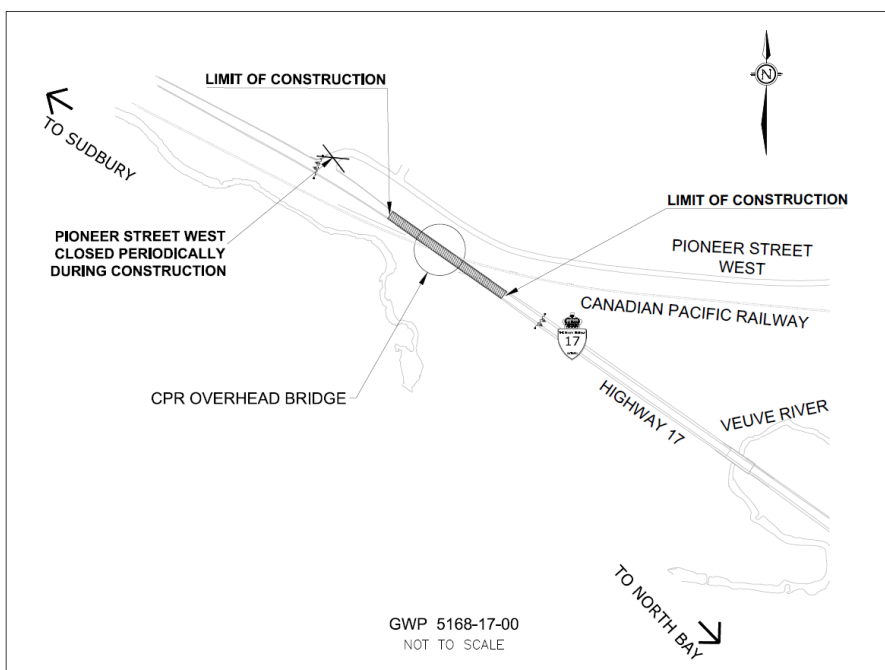 LIMIT OF CONSTRUCTION
N
TO SUDBURY
LIMIT OF CONSTRUCTION
PIONEER STREET WEST
CLOSED PERIODICALLY
DURING CONSTRUCTION
PIONEER STREET
WEST
CANADIAN PACIFIC RAILWAY
17
CPR OVERHEAD BRIDGE
HIGHWAY 17
VEUVE RIVER
TO NORTH BAY
GWP 5168-17-00
NOT TO SCALE